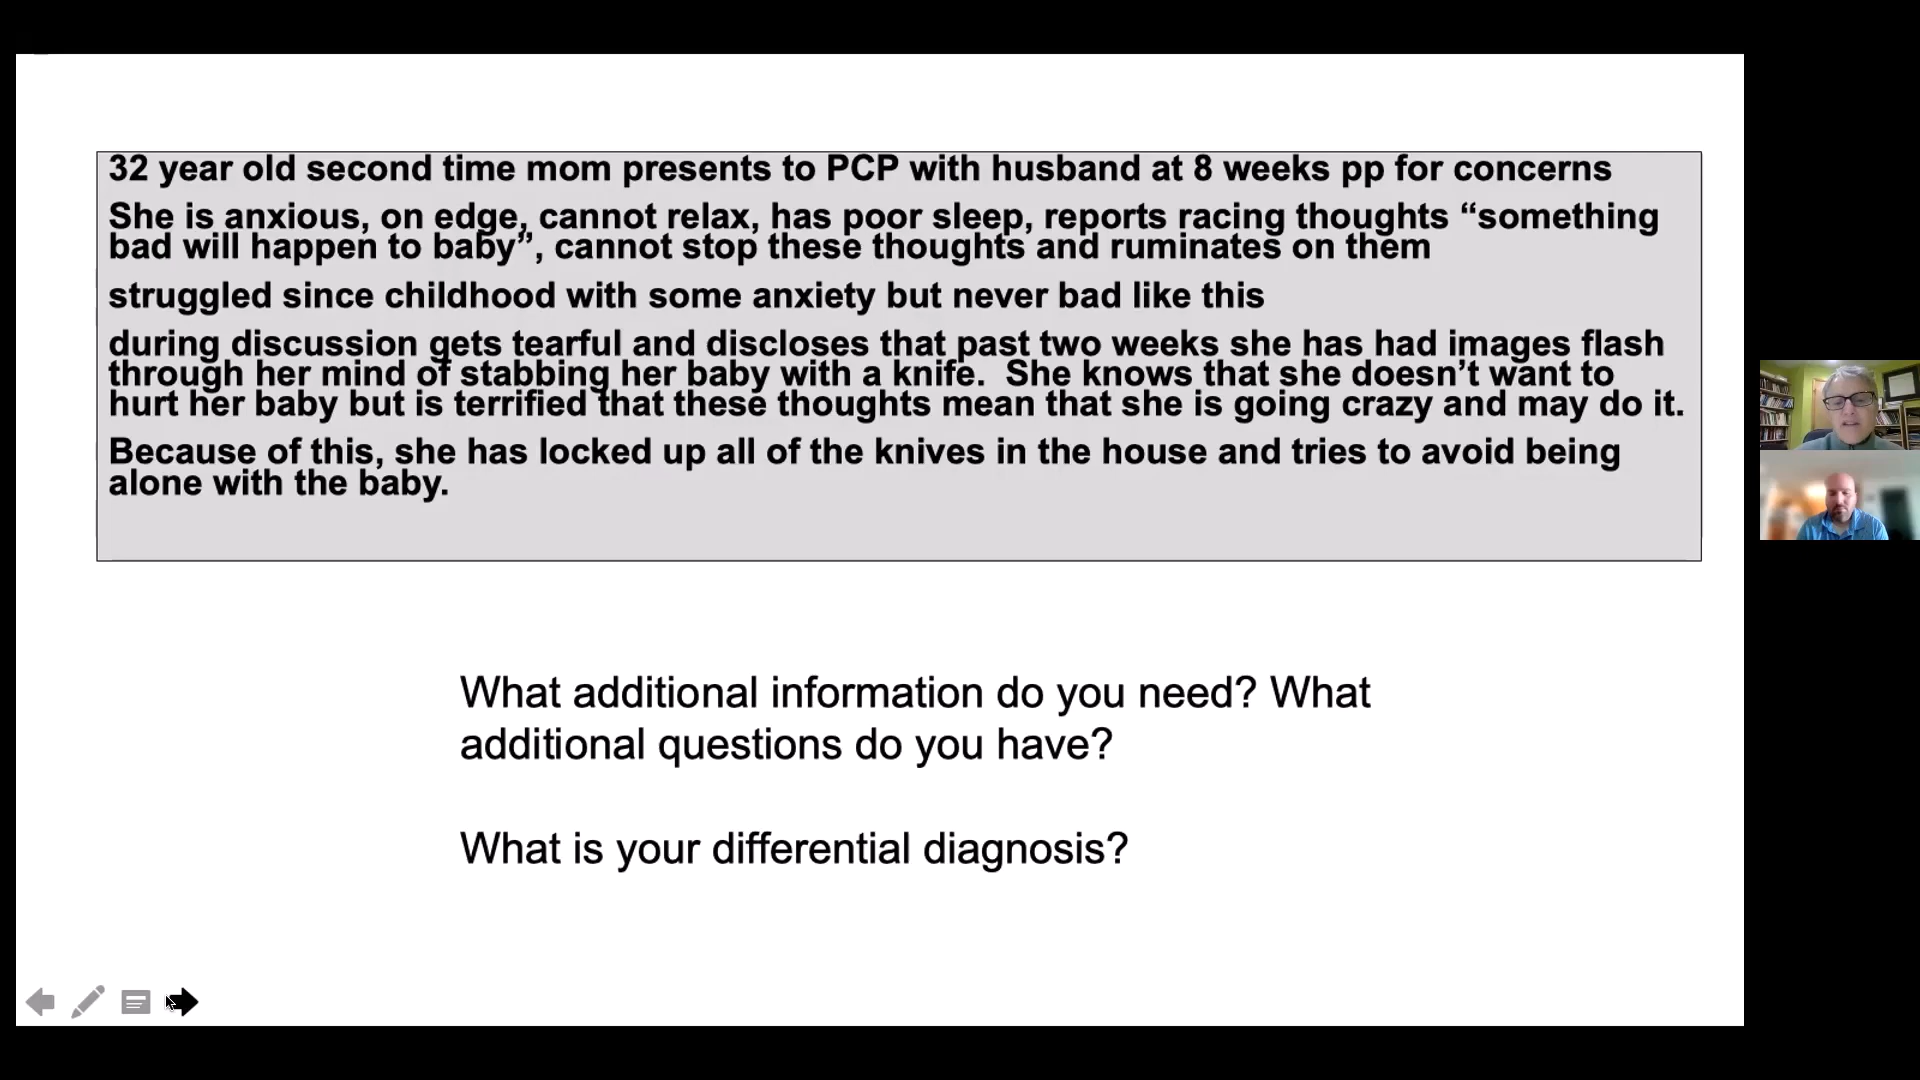 32 year old second time mom presents to PCP with husband at 8 weeks pp for concerns
She is anxious, on edge, cannot relax, has poor sleep, reports racing thoughts “something
bad will happen to baby”, cannot stop these thoughts and ruminates on them
struggled since childhood with some anxiety but never bad like this
during discussion gets tearful and discloses that past two weeks she has had images flash
through her mind of stabbing her baby with a knife.  She knows that she doesn’t want to
hurt her baby but is terrified that these thoughts mean that she is going crazy and may do it.
Because of this, she has locked up all of the knives in the house and tries to avoid being
alone with the baby.
What additional information do you need? What
additional questions do you have?
What is your differential diagnosis?